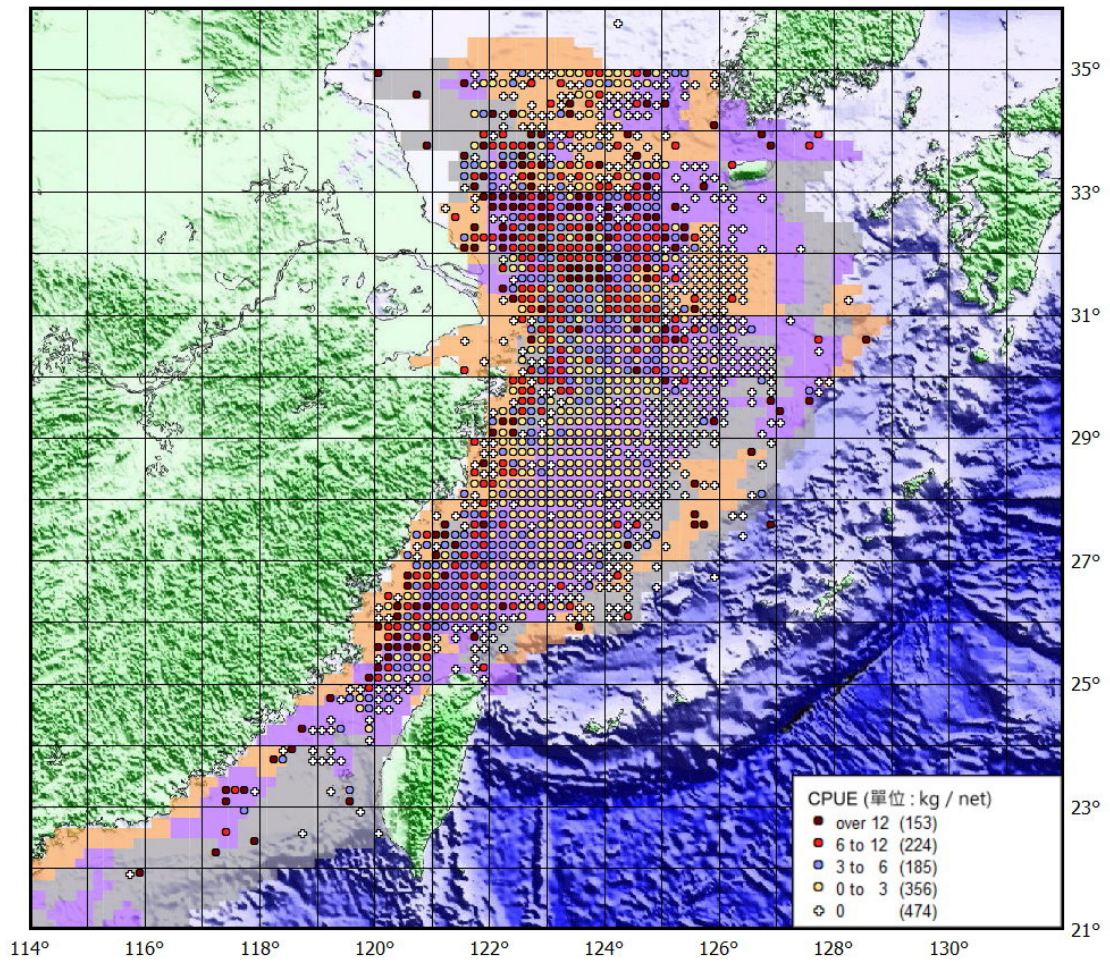 35°
33°
31°
29°
27°
25°
23°
21°
CPUE (單位 : kg / net)
over 12 (153)
6 to 12 (224)
3 to 6 (185)
0 to 3 (356)
0 (474)
114° 116° 118° 120° 122° 124° 126° 128° 130°